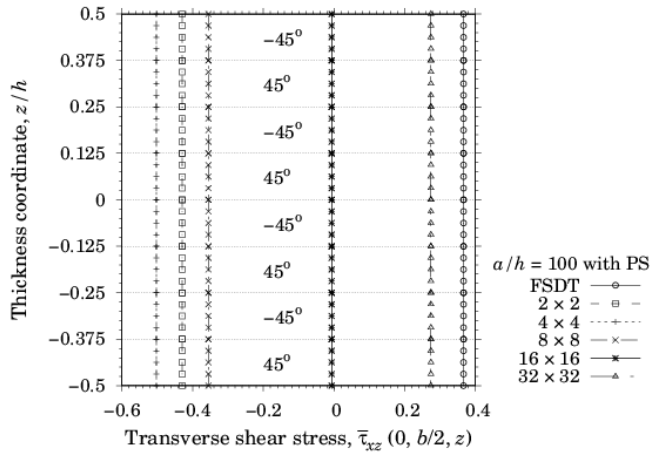 0.5
0.375
0.25
0.125
0
−0.125
−0.25
−0.375
−0.5
Thickness coordinate, z/h
−45°
45°
−45°
45°
−45°
45°
−45°
45°
−0.6
−0.4
−0.2
0
0.2
0.4
Transverse shear stress, τ̅xz (0, b/2, z)
a/h = 100 with PS
FSDT
2 × 2
4 × 4
8 × 8
16 × 16
32 × 32